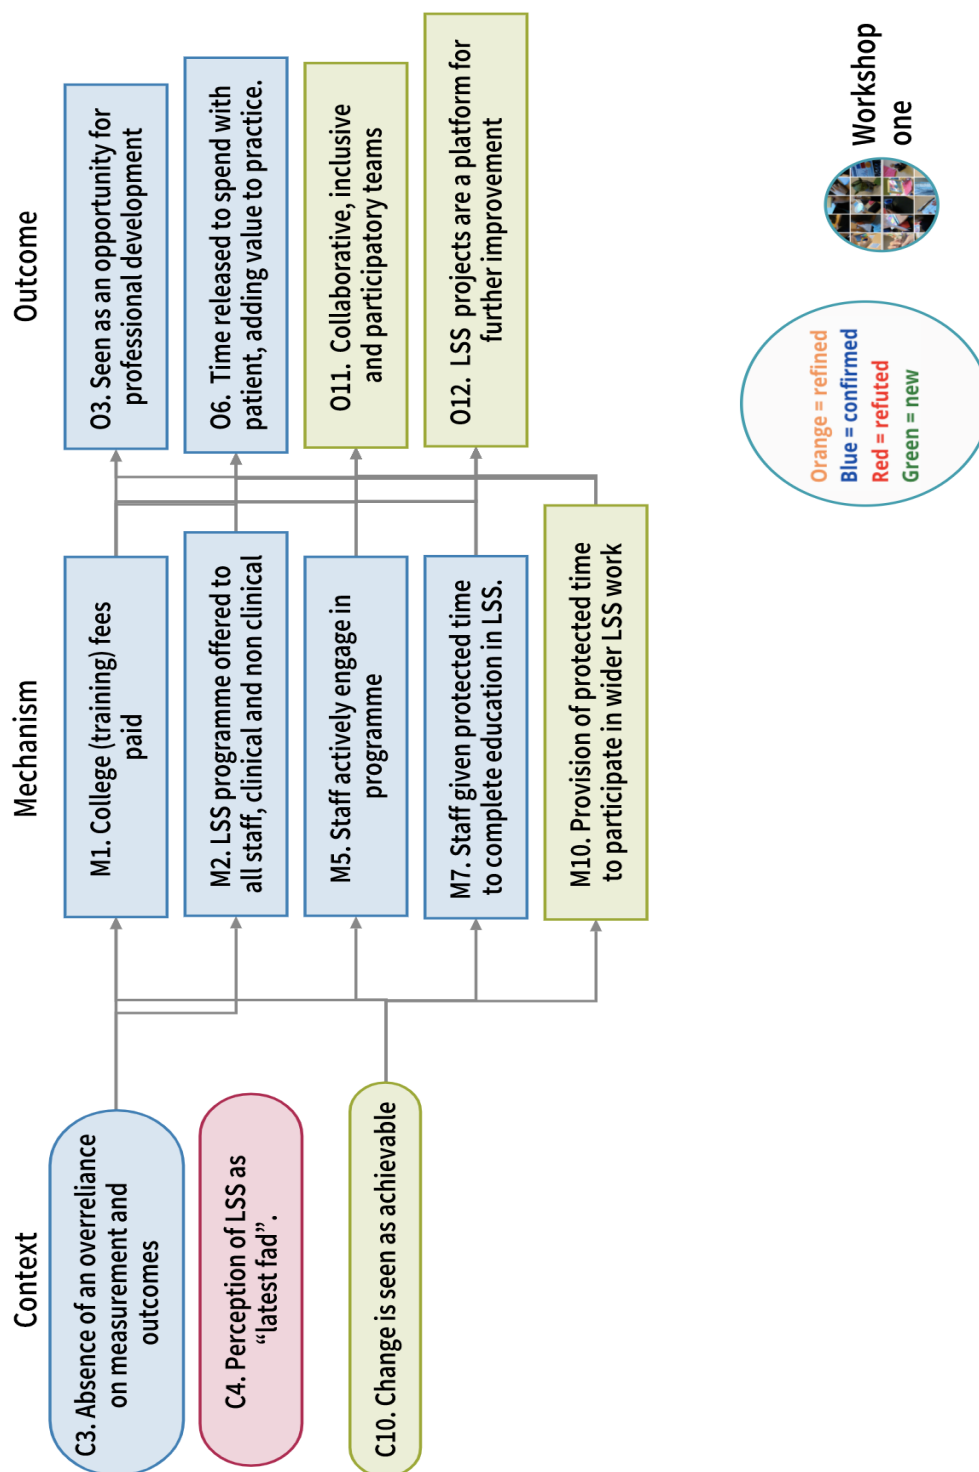 Context
Mechanism
Outcome
C3. Absence of an overreliance
on measurement and
outcomes
C4. Perception of LSS as
“latest fad” .
C10. Change is seen as achievable
M1. College (training) fees
paid
M2. LSS programme offered to
all staff, clinical and non clinical
M5. Staff actively engage in
programme
M7. Staff given protected time
to complete education in LSS.
M10. Provision of protected time
to participate in wider LSS work
O3. Seen as an opportunity for
professional development
O6. Time released to spend with
patient, adding value to practice.
O11. Collaborative, inclusive
and participatory teams
O12. LSS projects are a platform for
further improvement
Orange = refined
Blue = confirmed
Red = refuted
Green = new
Workshop
one